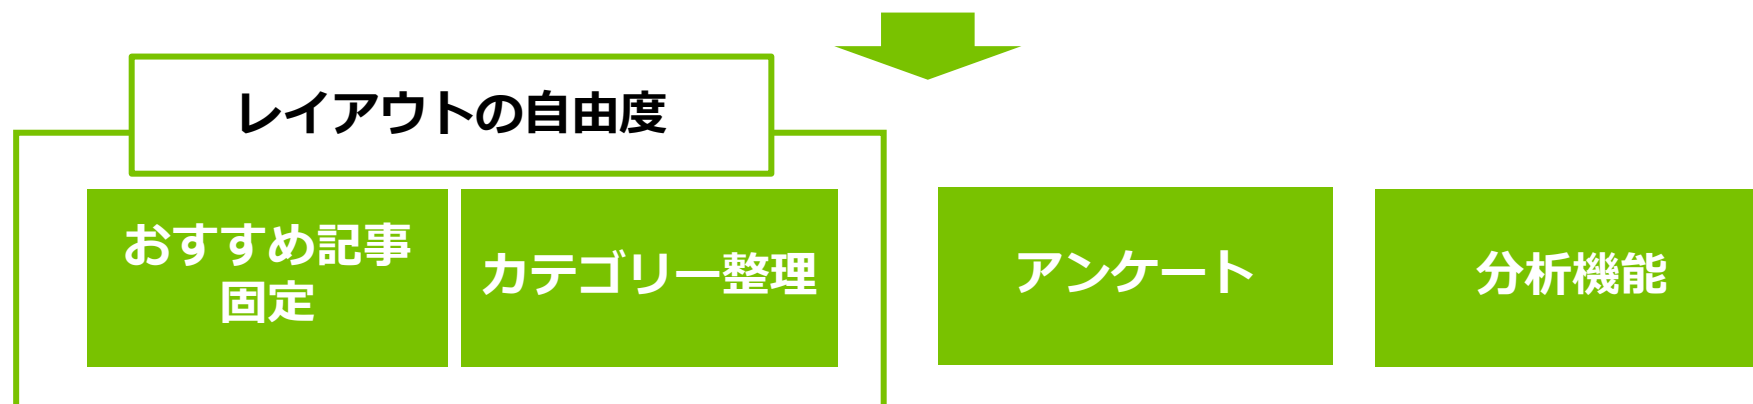 レイアウトの自由度
おすすめ記事
固定
カテゴリー整理
アンケート
分析機能